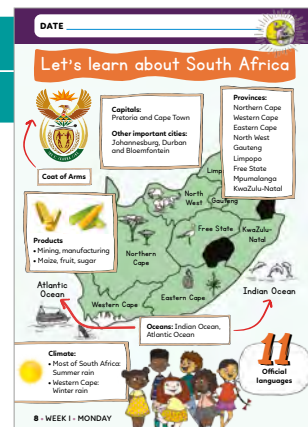 DATE
Let's learn about South Africa
Capitals:
Pretoria and Cape Town
Other important cities:
Johannesburg, Durban
and Bloemfontein
Provinces:
Northern Cape
Western Cape
Eastern Cape
North West
Gauteng
Limpopo
Free State
Mpumalanga
KwaZulu-Natal
Coat of Arms
Limp
North
West
Gauteng
Free State
KwaZulu-
Natal
Northern
Cape
Eastern Cape
Western Cape
Products
• Mining, manufacturing
• Maize, fruit, sugar
Atlantic
Ocean
Indian Ocean
Oceans: Indian Ocean,
Atlantic Ocean
Climate:
• Most of South Africa:
Summer rain
• Western Cape:
Winter rain
11
Official
languages
8 - WEEK 1 - MONDAY